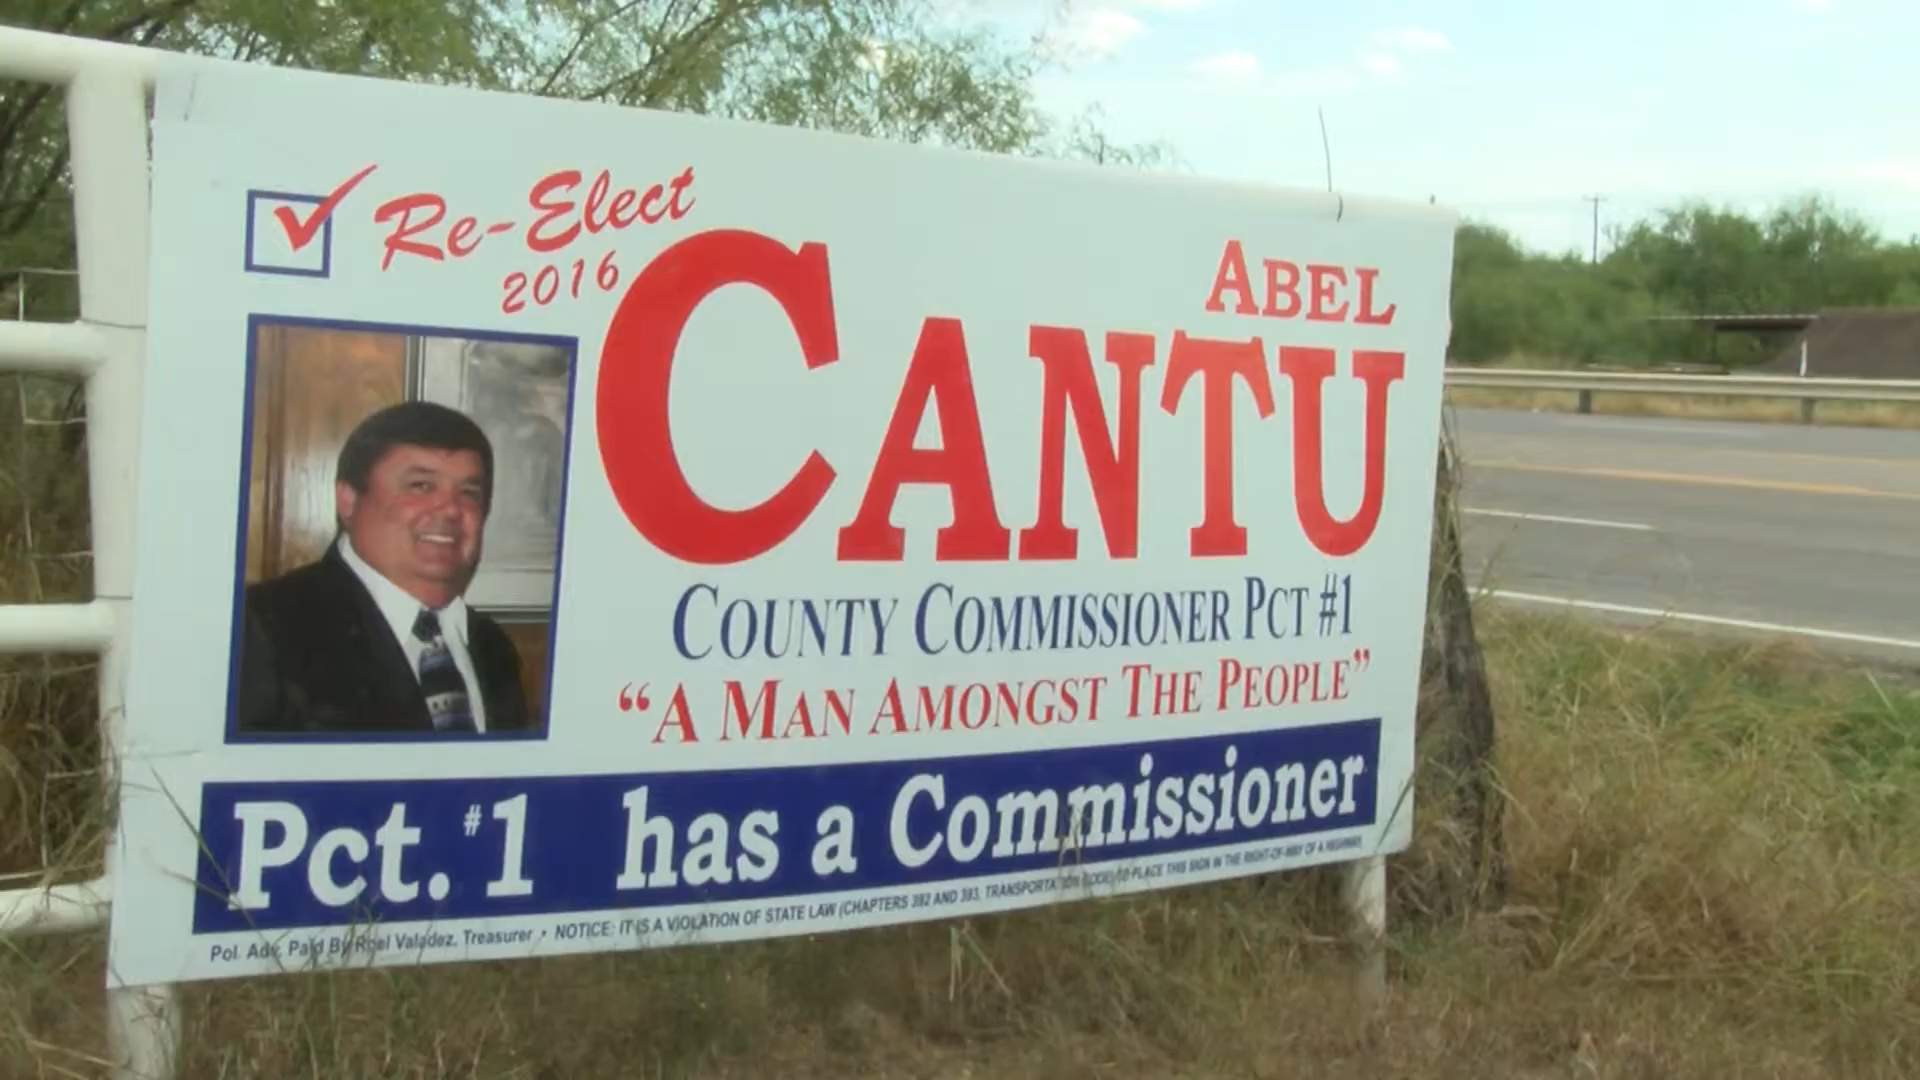 Re-Elect
2016
ABEL
CANTU
COUNTY COMMISSIONER PCT #1
"A MAN AMONGST THE PEOPLE"
Pct. #1 has a Commissioner
Pol. Adv. Paid By Roel Valadez, Treasurer • NOTICE: IT IS A VIOLATION OF STATE LAW (CHAPTERS 392 AND 393, TRANSPORTATION CODE) TO PLACE THIS SIGN IN THE RIGHT-OF-WAY OF A HIGHWAY.